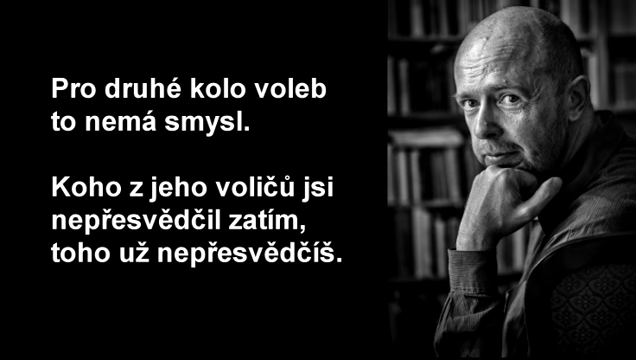 Pro druhé kolo voleb
to nemá smysl.
Koho z jeho voličů jsi
nepřesvědčil zatím,
toho už nepřesvědčíš.